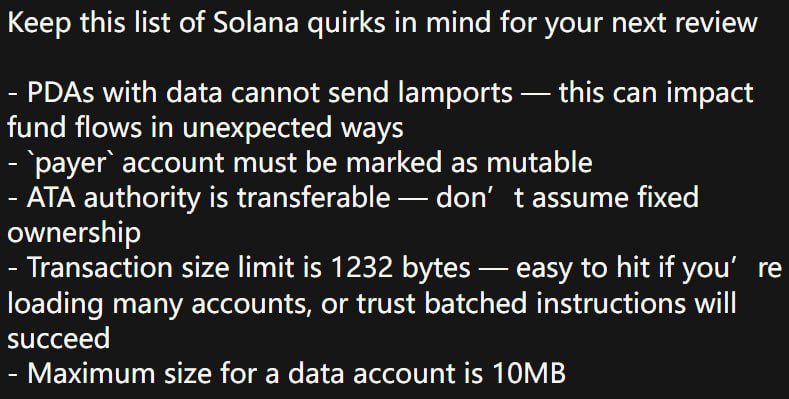 Keep this list of Solana quirks in mind for your next review
- PDAs with data cannot send lamports — this can impact
fund flows in unexpected ways
- `payer` account must be marked as mutable
- ATA authority is transferable — don’t assume fixed
ownership
- Transaction size limit is 1232 bytes — easy to hit if you’re
loading many accounts, or trust batched instructions will
succeed
- Maximum size for a data account is 10MB